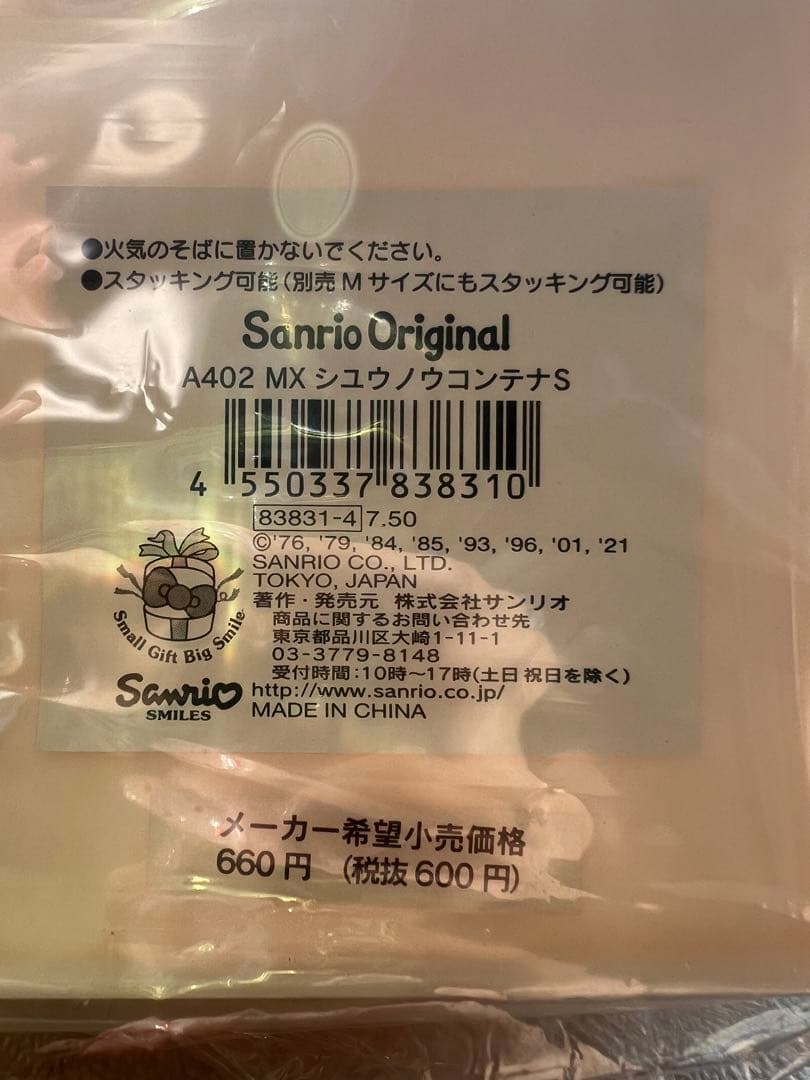 ●火気のそばに置かないでください。
●スタッキング可能(別売Mサイズにもスタッキング可能)
Sanrio Original
A402 MX シユウノウコンテナS
4 550337 838310
83831-4 7.50
©'76, '79, '84, '85, '93, '96, '01, '21
SANRIO CO., LTD.
TOKYO, JAPAN
著作・発売元 株式会社サンリオ
商品に関するお問い合わせ先
東京都品川区大崎1-11-1
03-3779-8148
受付時間:10時〜17時(土日祝日を除く)
http://www.sanrio.co.jp/
MADE IN CHINA
Small Gift Big Smile
Sanrio
SMILES
メーカー希望小売価格
660円 (税抜600円)